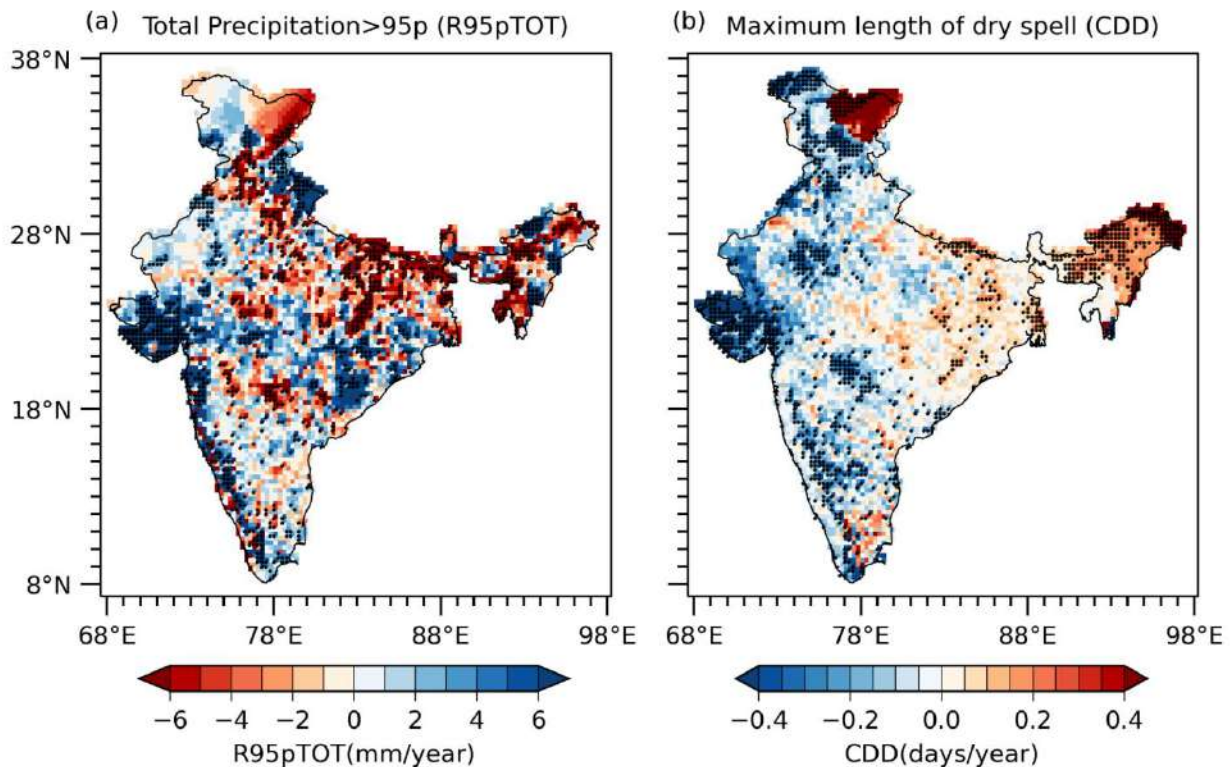 (a) Total Precipitation>95p (R95pTOT)
(b) Maximum length of dry spell (CDD)
38°N
28°N
18°N
8°N
68°E 78°E 88°E 98°E
68°E 78°E 88°E 98°E
−6 −4 −2 0 2 4 6
R95pTOT(mm/year)
−0.4 −0.2 0.0 0.2 0.4
CDD(days/year)